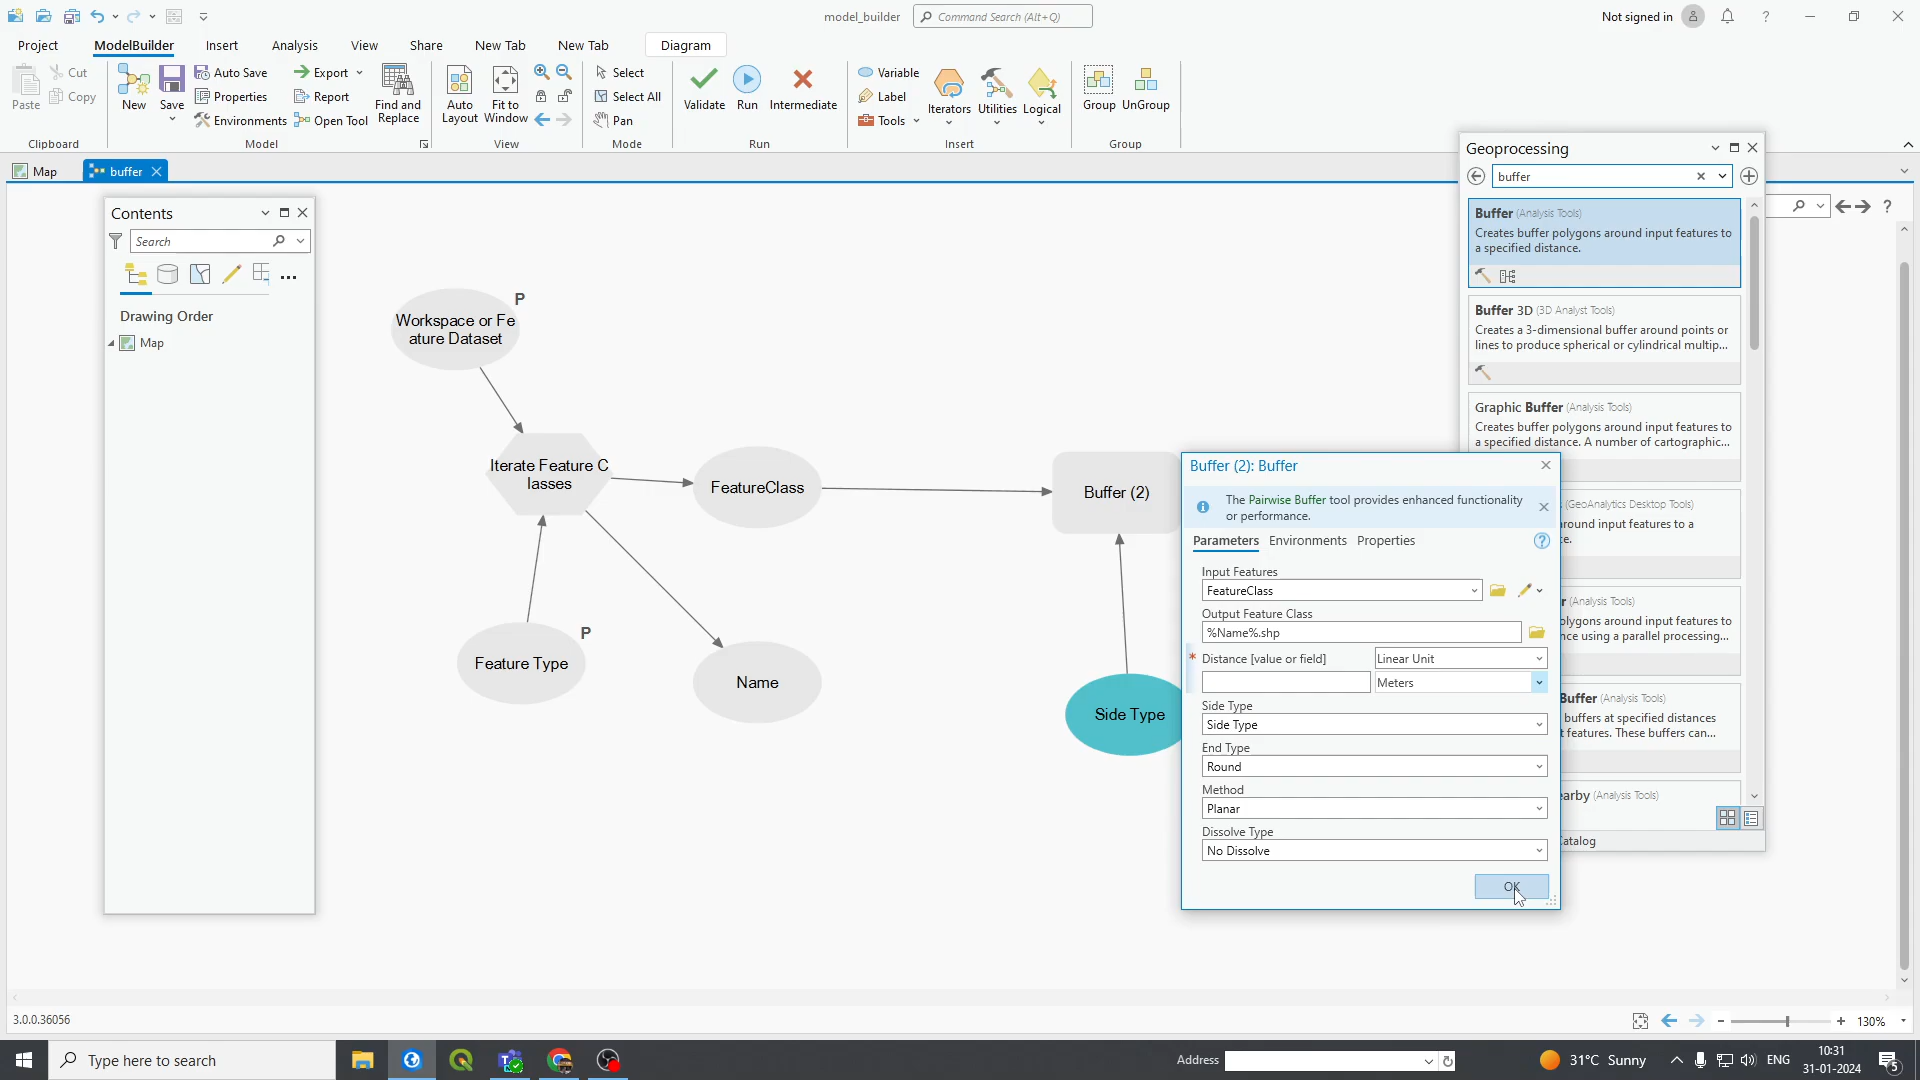 model_builder
Command Search (Alt+Q)
Not signed in
Project
ModelBuilder
Insert
Analysis
View
Share
New Tab
New Tab
Diagram
Paste
Cut
Copy
Clipboard
New
Save
Auto Save
Properties
Environments
Export
Report
Open Tool
Find and
Replace
Model
Auto
Layout
Fit to
Window
View
Select
Select All
Pan
Mode
Validate
Run
Intermediate
Run
Variable
Label
Tools
Iterators
Utilities
Logical
Insert
Group
UnGroup
Group
Map
buffer
Contents
Search
Drawing Order
Map
Workspace or Fe
ature Dataset
P
Iterate Feature C
lasses
FeatureClass
Buffer (2)
Feature Type
P
Name
Side Type
Geoprocessing
buffer
Buffer (Analysis Tools)
Creates buffer polygons around input features to
a specified distance.
Buffer 3D (3D Analyst Tools)
Creates a 3-dimensional buffer around points or
lines to produce spherical or cylindrical multip...
Graphic Buffer (Analysis Tools)
Creates buffer polygons around input features to
a specified distance. A number of cartographic...
(GeoAnalytics Desktop Tools)
round input features to a
ce.
r (Analysis Tools)
olygons around input features to
nce using a parallel processing...
Buffer (Analysis Tools)
buffers at specified distances
t features. These buffers can...
earby (Analysis Tools)
Catalog
Buffer (2): Buffer
The Pairwise Buffer tool provides enhanced functionality
or performance.
Parameters
Environments
Properties
Input Features
FeatureClass
Output Feature Class
%Name%.shp
* Distance [value or field]
Linear Unit
Meters
Side Type
Side Type
End Type
Round
Method
Planar
Dissolve Type
No Dissolve
OK
3.0.0.36056
130%
Type here to search
Address
31°C Sunny
ENG
10:31
31-01-2024
5